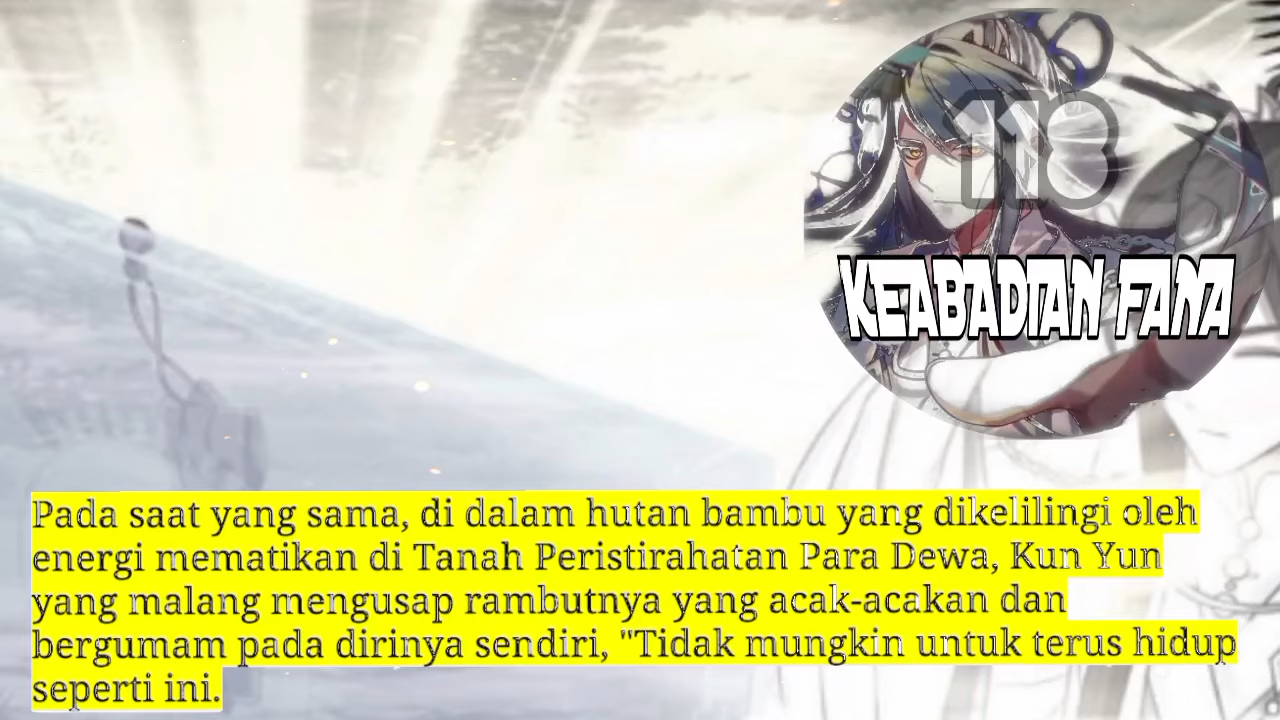 118
KEABADIAN FANA
Pada saat yang sama, di dalam hutan bambu yang dikelilingi oleh
energi mematikan di Tanah Peristirahatan Para Dewa, Kun Yun
yang malang mengusap rambutnya yang acak-acakan dan
bergumam pada dirinya sendiri, "Tidak mungkin untuk terus hidup
seperti ini.